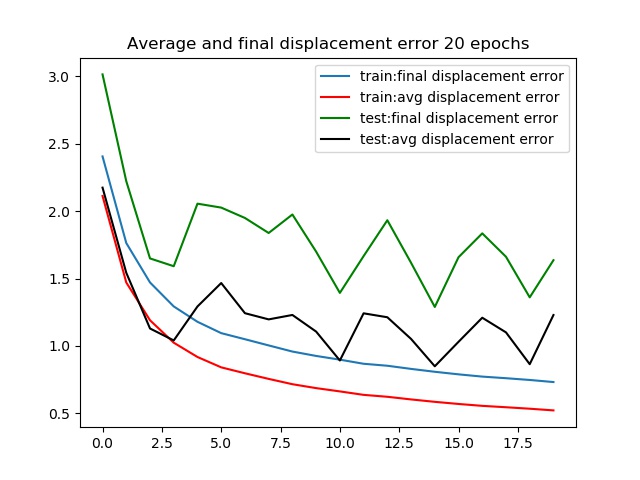 Average and final displacement error 20 epochs
train:final displacement error
train:avg displacement error
test:final displacement error
test:avg displacement error
3.0
2.5
2.0
1.5
1.0
0.5
0.0 2.5 5.0 7.5 10.0 12.5 15.0 17.5